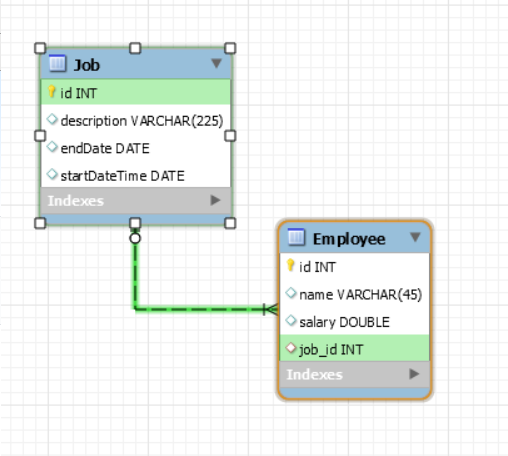 Job
id INT
description VARCHAR(225)
endDate DATE
startDateTime DATE
Indexes
Employee
id INT
name VARCHAR(45)
salary DOUBLE
job_id INT
Indexes